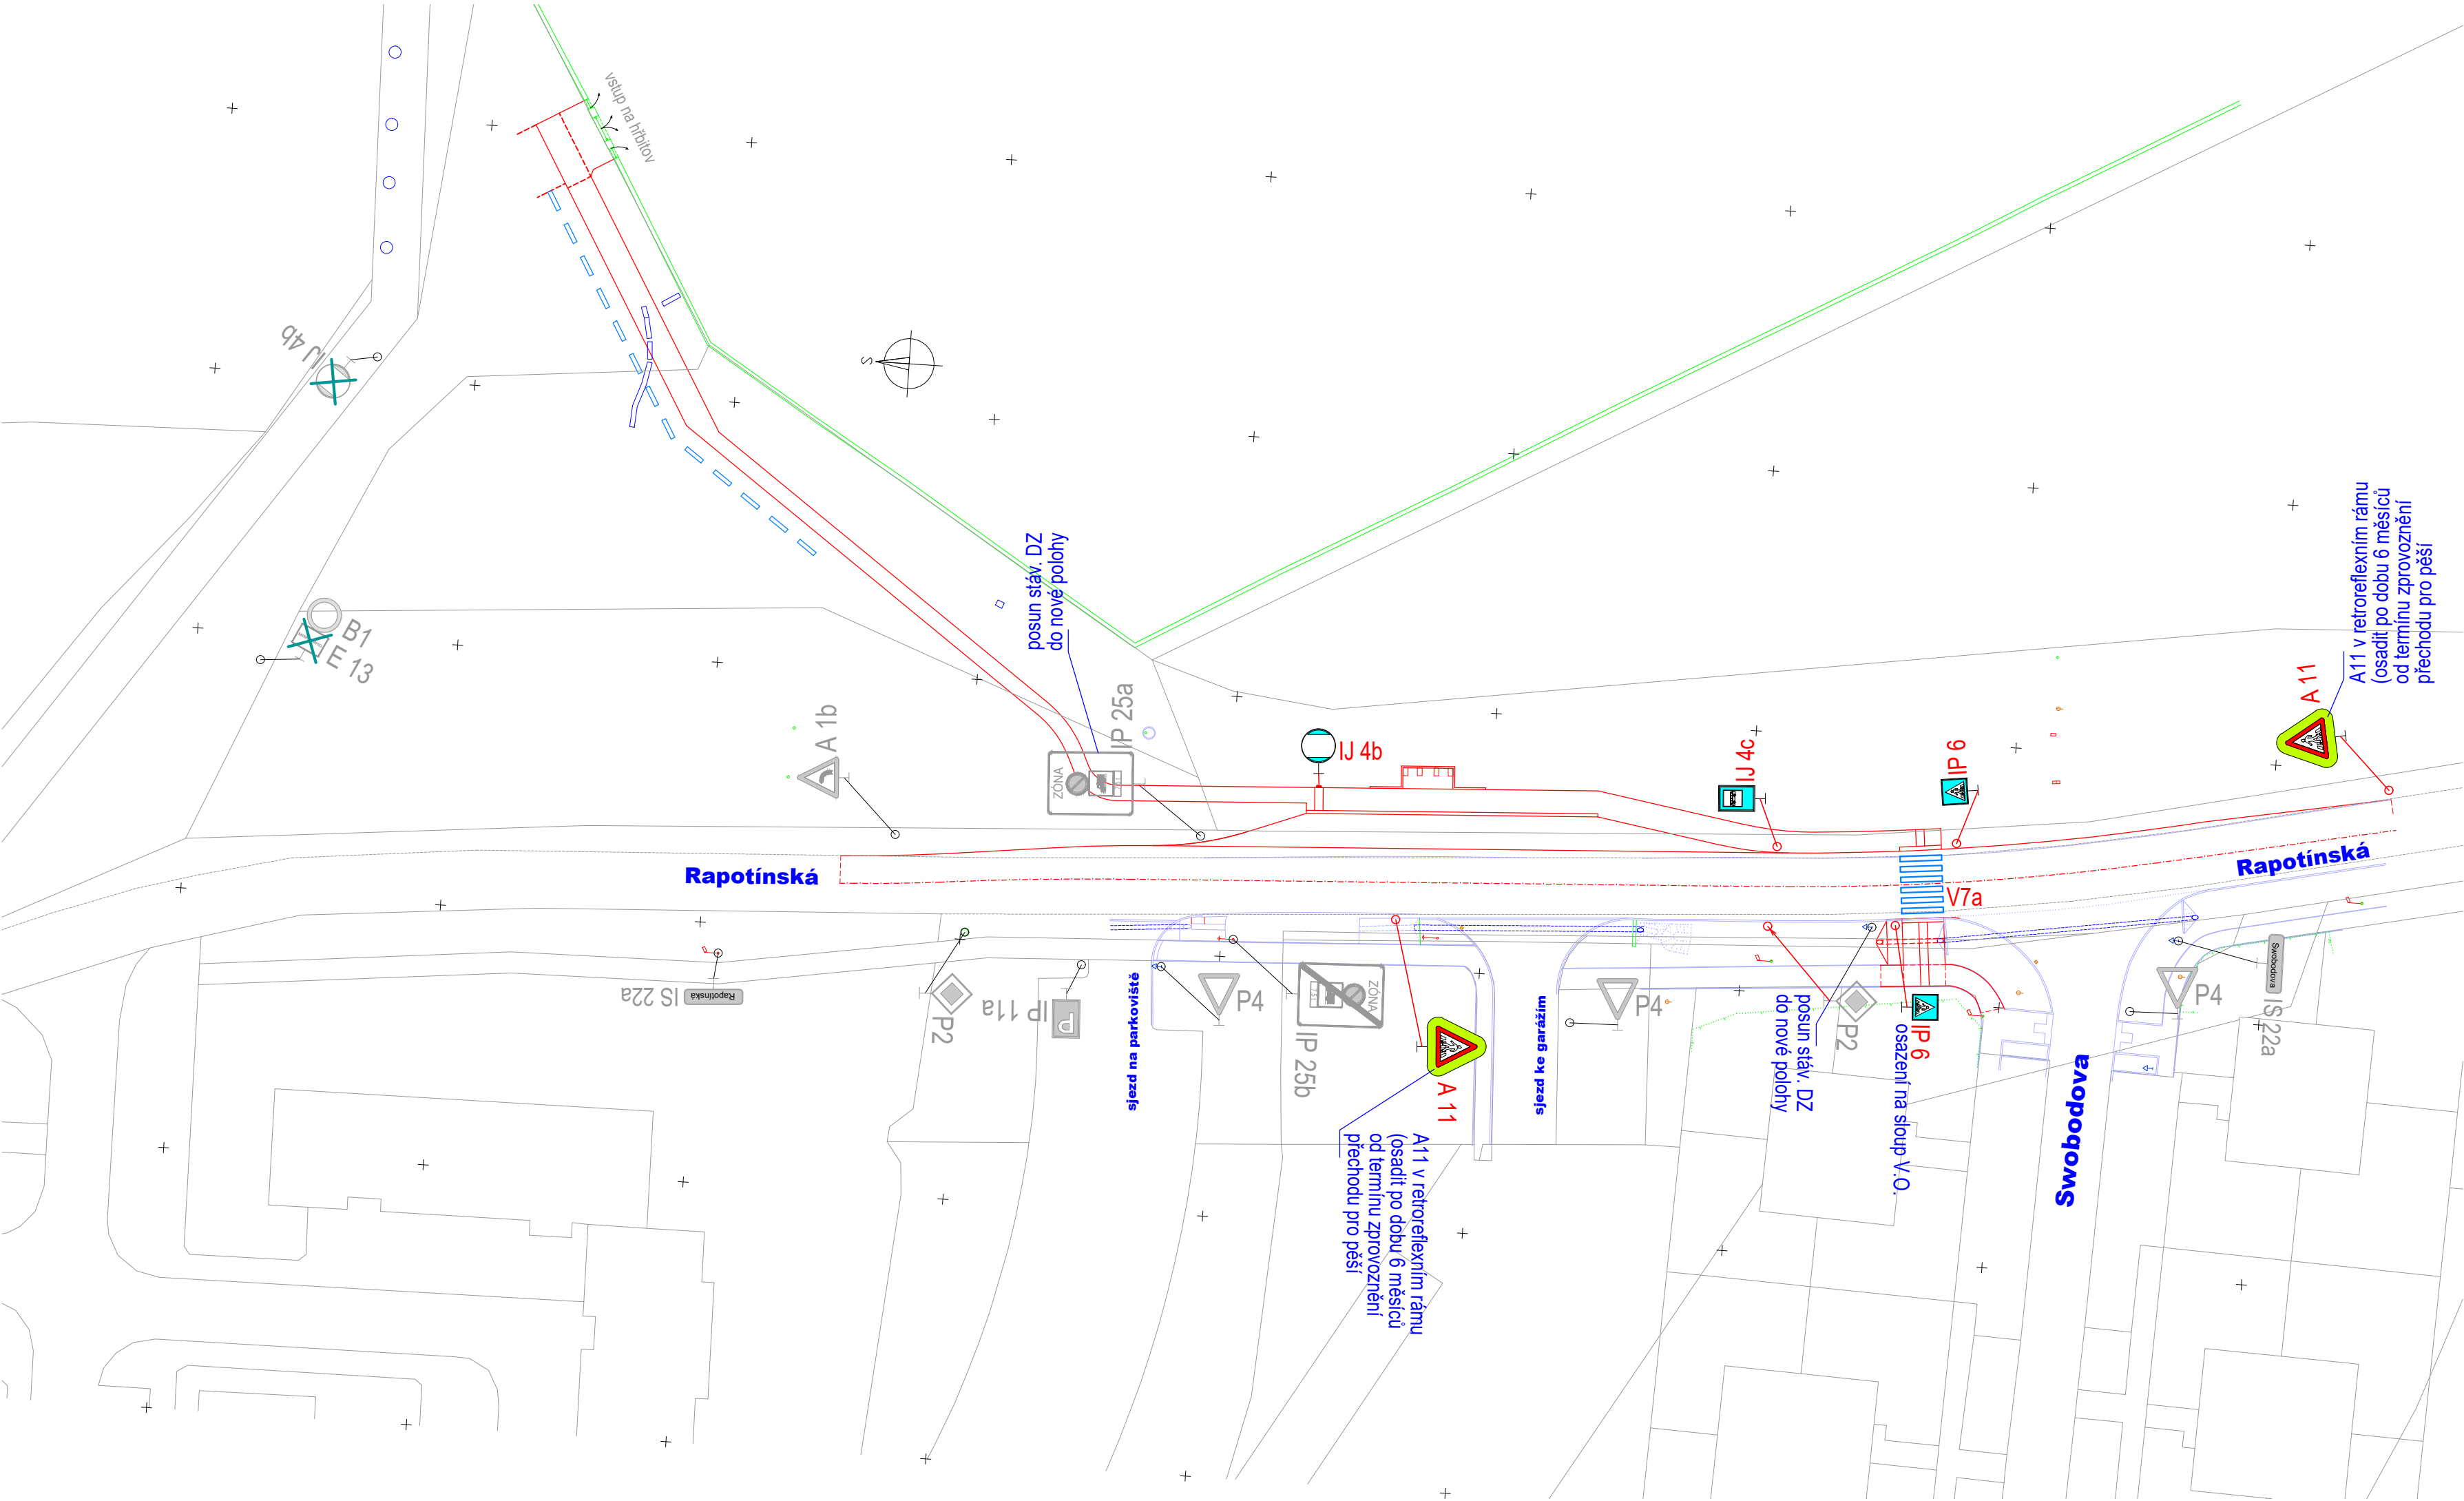 vstup na hřbitov
IJ 4b
S
B1
E 13
A 1b
posun stáv. DZ
do nové polohy
IP 25a
ZÓNA
IJ 4b
IJ 4c
IP 6
A 11
A11 v retroreflexním rámu
(osadit po dobu 6 měsíců
od termínu zprovoznění
přechodu pro pěší
Rapotínská
Rapotínská
V7a
IS 22a
Rapotínská
P2
IP 11a
P
sjezd na parkoviště
P4
ZÓNA
IP 25b
A 11
A11 v retroreflexním rámu
(osadit po dobu 6 měsíců
od termínu zprovoznění
přechodu pro pěší
sjezd ke garážím
P4
posun stáv. DZ
do nové polohy
P2
IP 6
osazení na sloup V.O.
Swobodova
P4
Swobodova
IS 22a